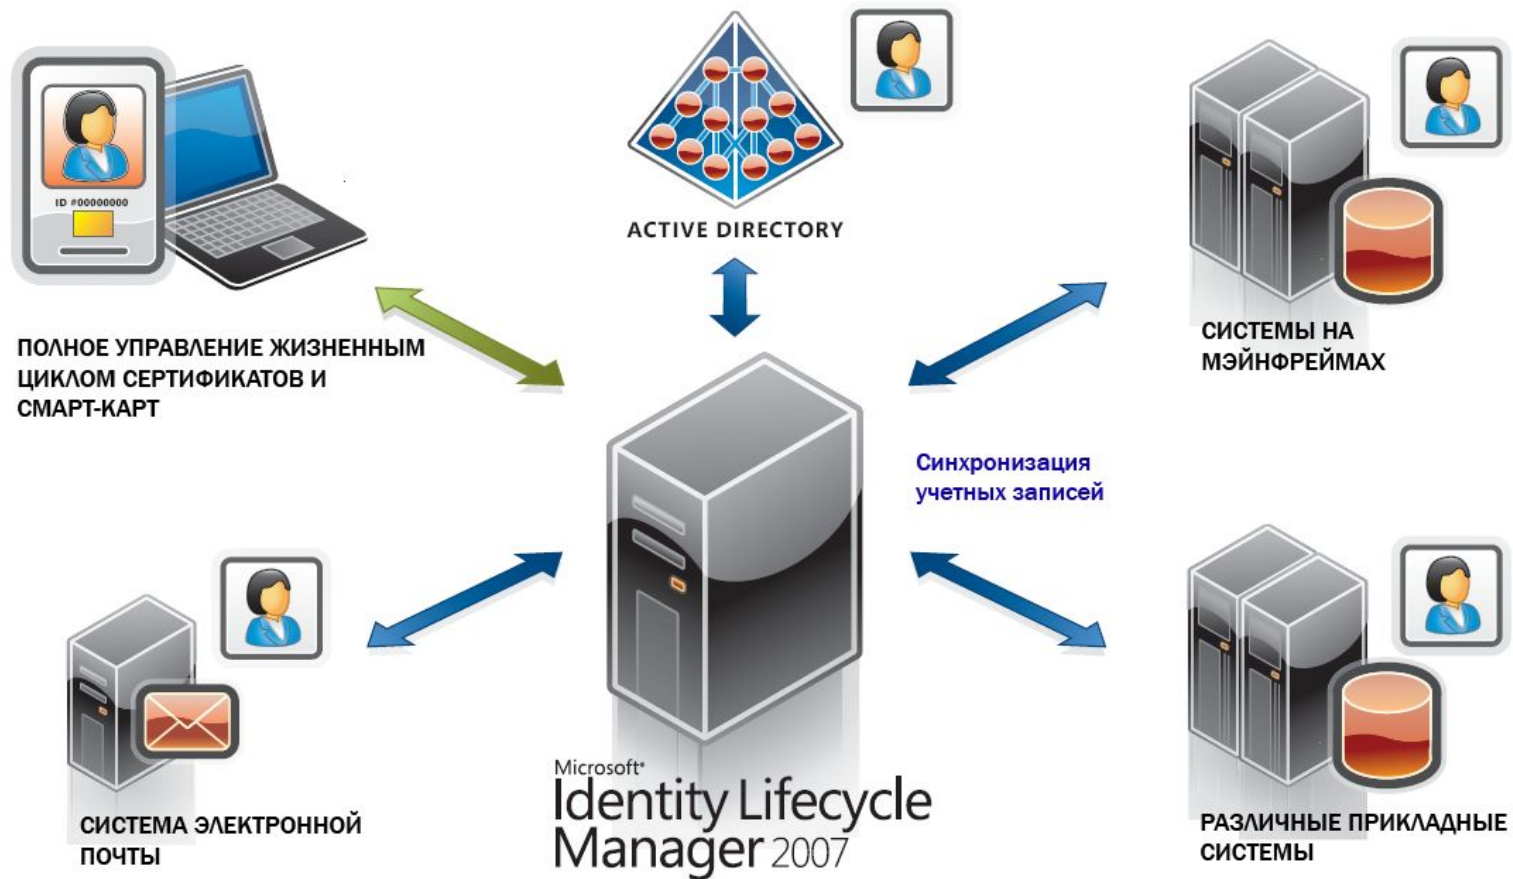 ID #00000000
ACTIVE DIRECTORY
ПОЛНОЕ УПРАВЛЕНИЕ ЖИЗНЕННЫМ
ЦИКЛОМ СЕРТИФИКАТОВ И
СМАРТ-КАРТ
СИСТЕМЫ НА
МЭЙНФРЕЙМАХ
Синхронизация
учетных записей
СИСТЕМА ЭЛЕКТРОННОЙ
ПОЧТЫ
Microsoft®
Identity Lifecycle
Manager 2007
РАЗЛИЧНЫЕ ПРИКЛАДНЫЕ
СИСТЕМЫ